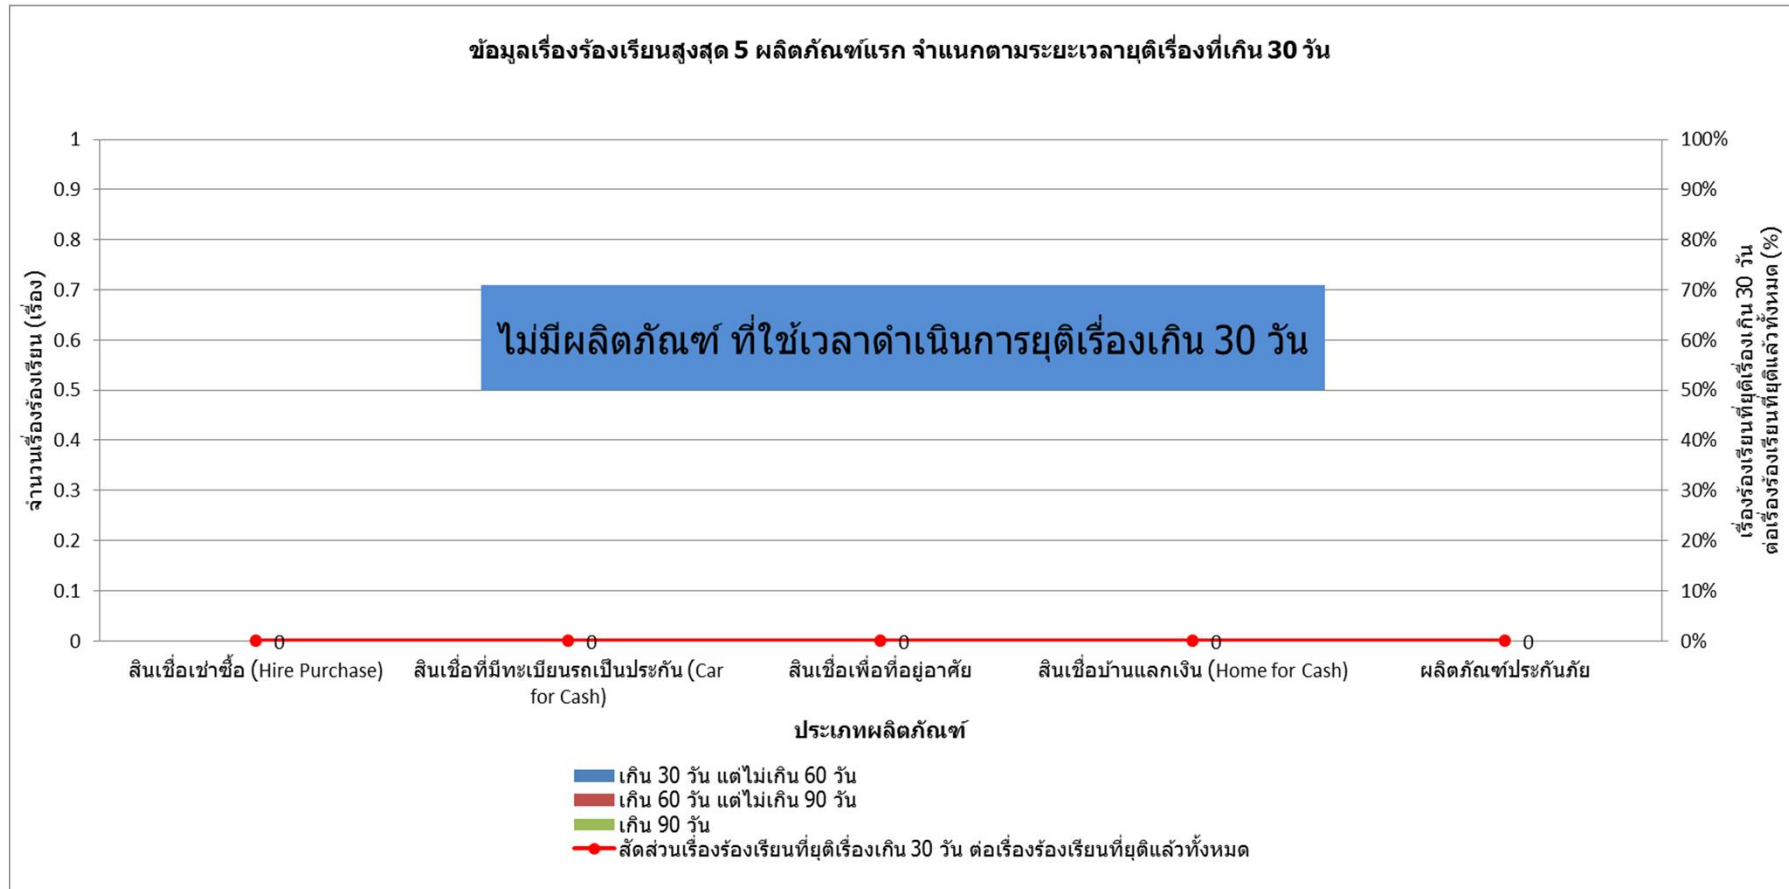 ข้อมูลเรื่องร้องเรียนสูงสุด 5 ผลิตภัณฑ์แรก จำแนกตามระยะเวลายุติเรื่องที่เกิน 30 วัน
จำนวนเรื่องร้องเรียน (เรื่อง)
1
0.9
0.8
0.7
0.6
0.5
0.4
0.3
0.2
0.1
0
ไม่มีผลิตภัณฑ์ ที่ใช้เวลาดำเนินการยุติเรื่องเกิน 30 วัน
0
0
0
0
0
100%
90%
80%
70%
60%
50%
40%
30%
20%
10%
0%
เรื่องร้องเรียนที่ยุติเรื่องเกิน 30 วัน
ต่อเรื่องร้องเรียนที่ยุติแล้วทั้งหมด (%)
สินเชื่อเช่าซื้อ (Hire Purchase)
สินเชื่อที่มีทะเบียนรถเป็นประกัน (Car
for Cash)
สินเชื่อเพื่อที่อยู่อาศัย
สินเชื่อบ้านแลกเงิน (Home for Cash)
ผลิตภัณฑ์ประกันภัย
ประเภทผลิตภัณฑ์
เกิน 30 วัน แต่ไม่เกิน 60 วัน
เกิน 60 วัน แต่ไม่เกิน 90 วัน
เกิน 90 วัน
สัดส่วนเรื่องร้องเรียนที่ยุติเรื่องเกิน 30 วัน ต่อเรื่องร้องเรียนที่ยุติแล้วทั้งหมด